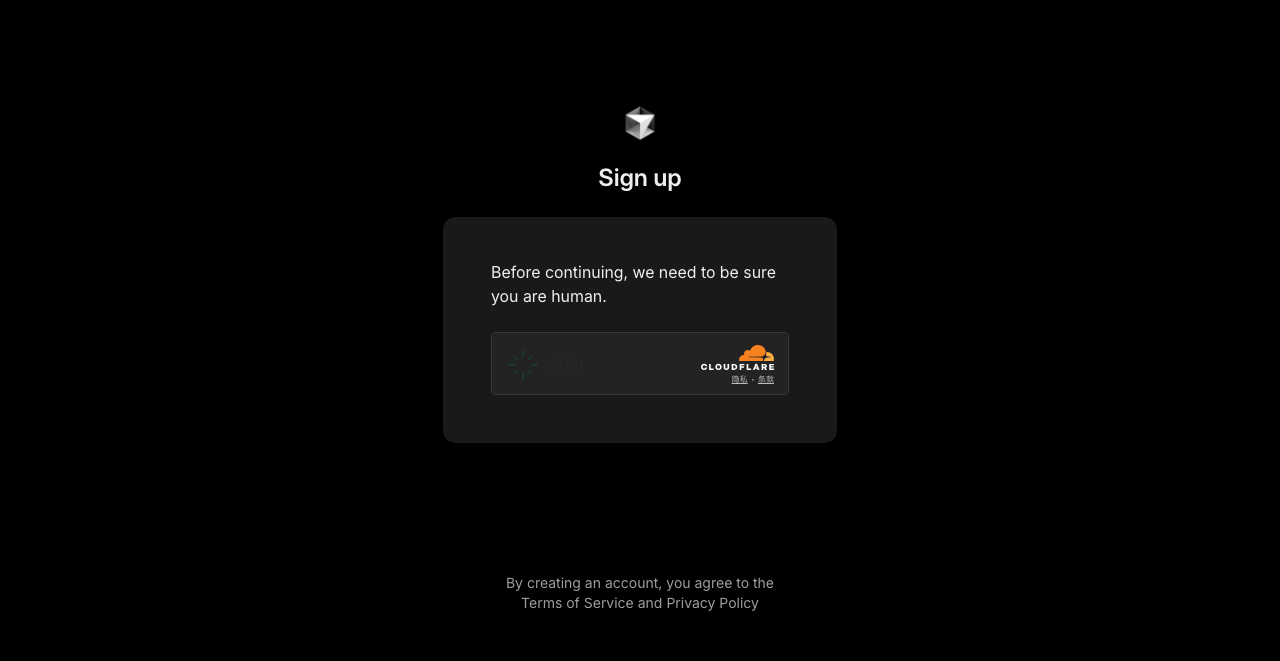 Sign up
Before continuing, we need to be sure
you are human.
CLOUDFLARE
隐私 · 条款
By creating an account, you agree to the
Terms of Service and Privacy Policy